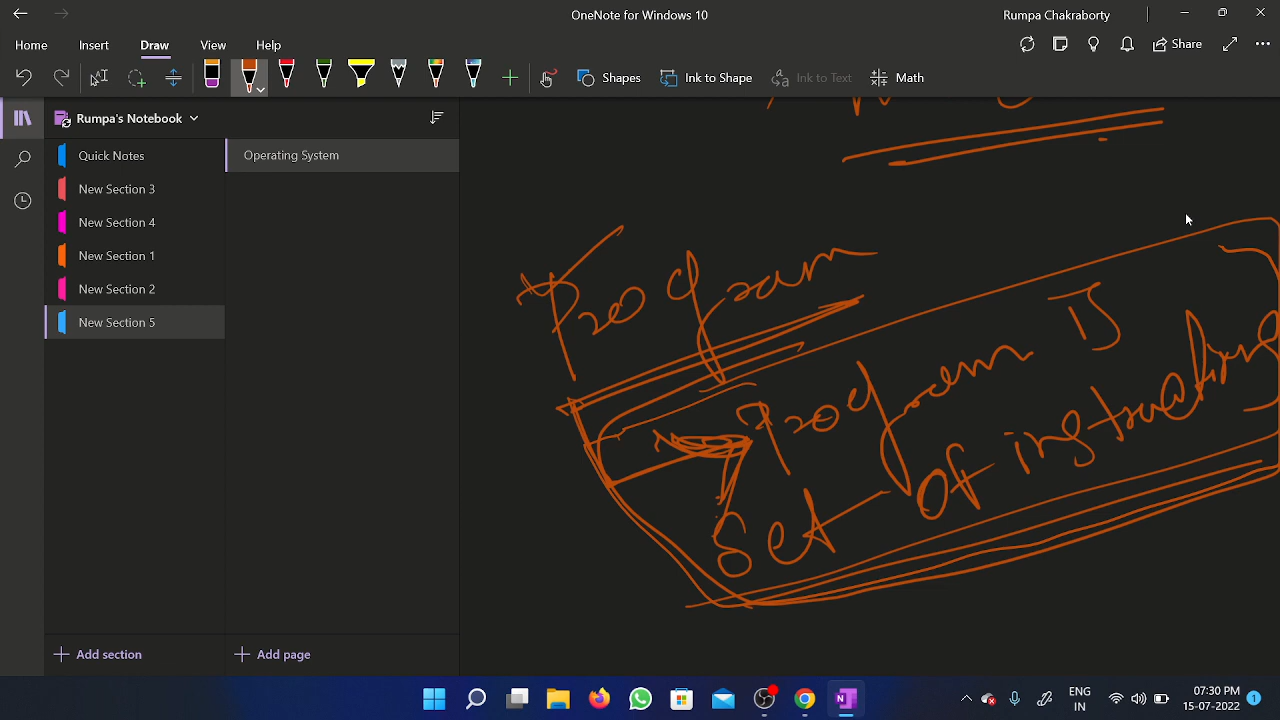 OneNote for Windows 10
Rumpa Chakraborty
Home Insert Draw View Help
Share
Shapes Ink to Shape Ink to Text Math
Rumpa's Notebook
Quick Notes
New Section 3
New Section 4
New Section 1
New Section 2
New Section 5
Operating System
Program
Program is
Set of instructions
Add section
Add page
ENG
IN
07:30 PM
15-07-2022
1